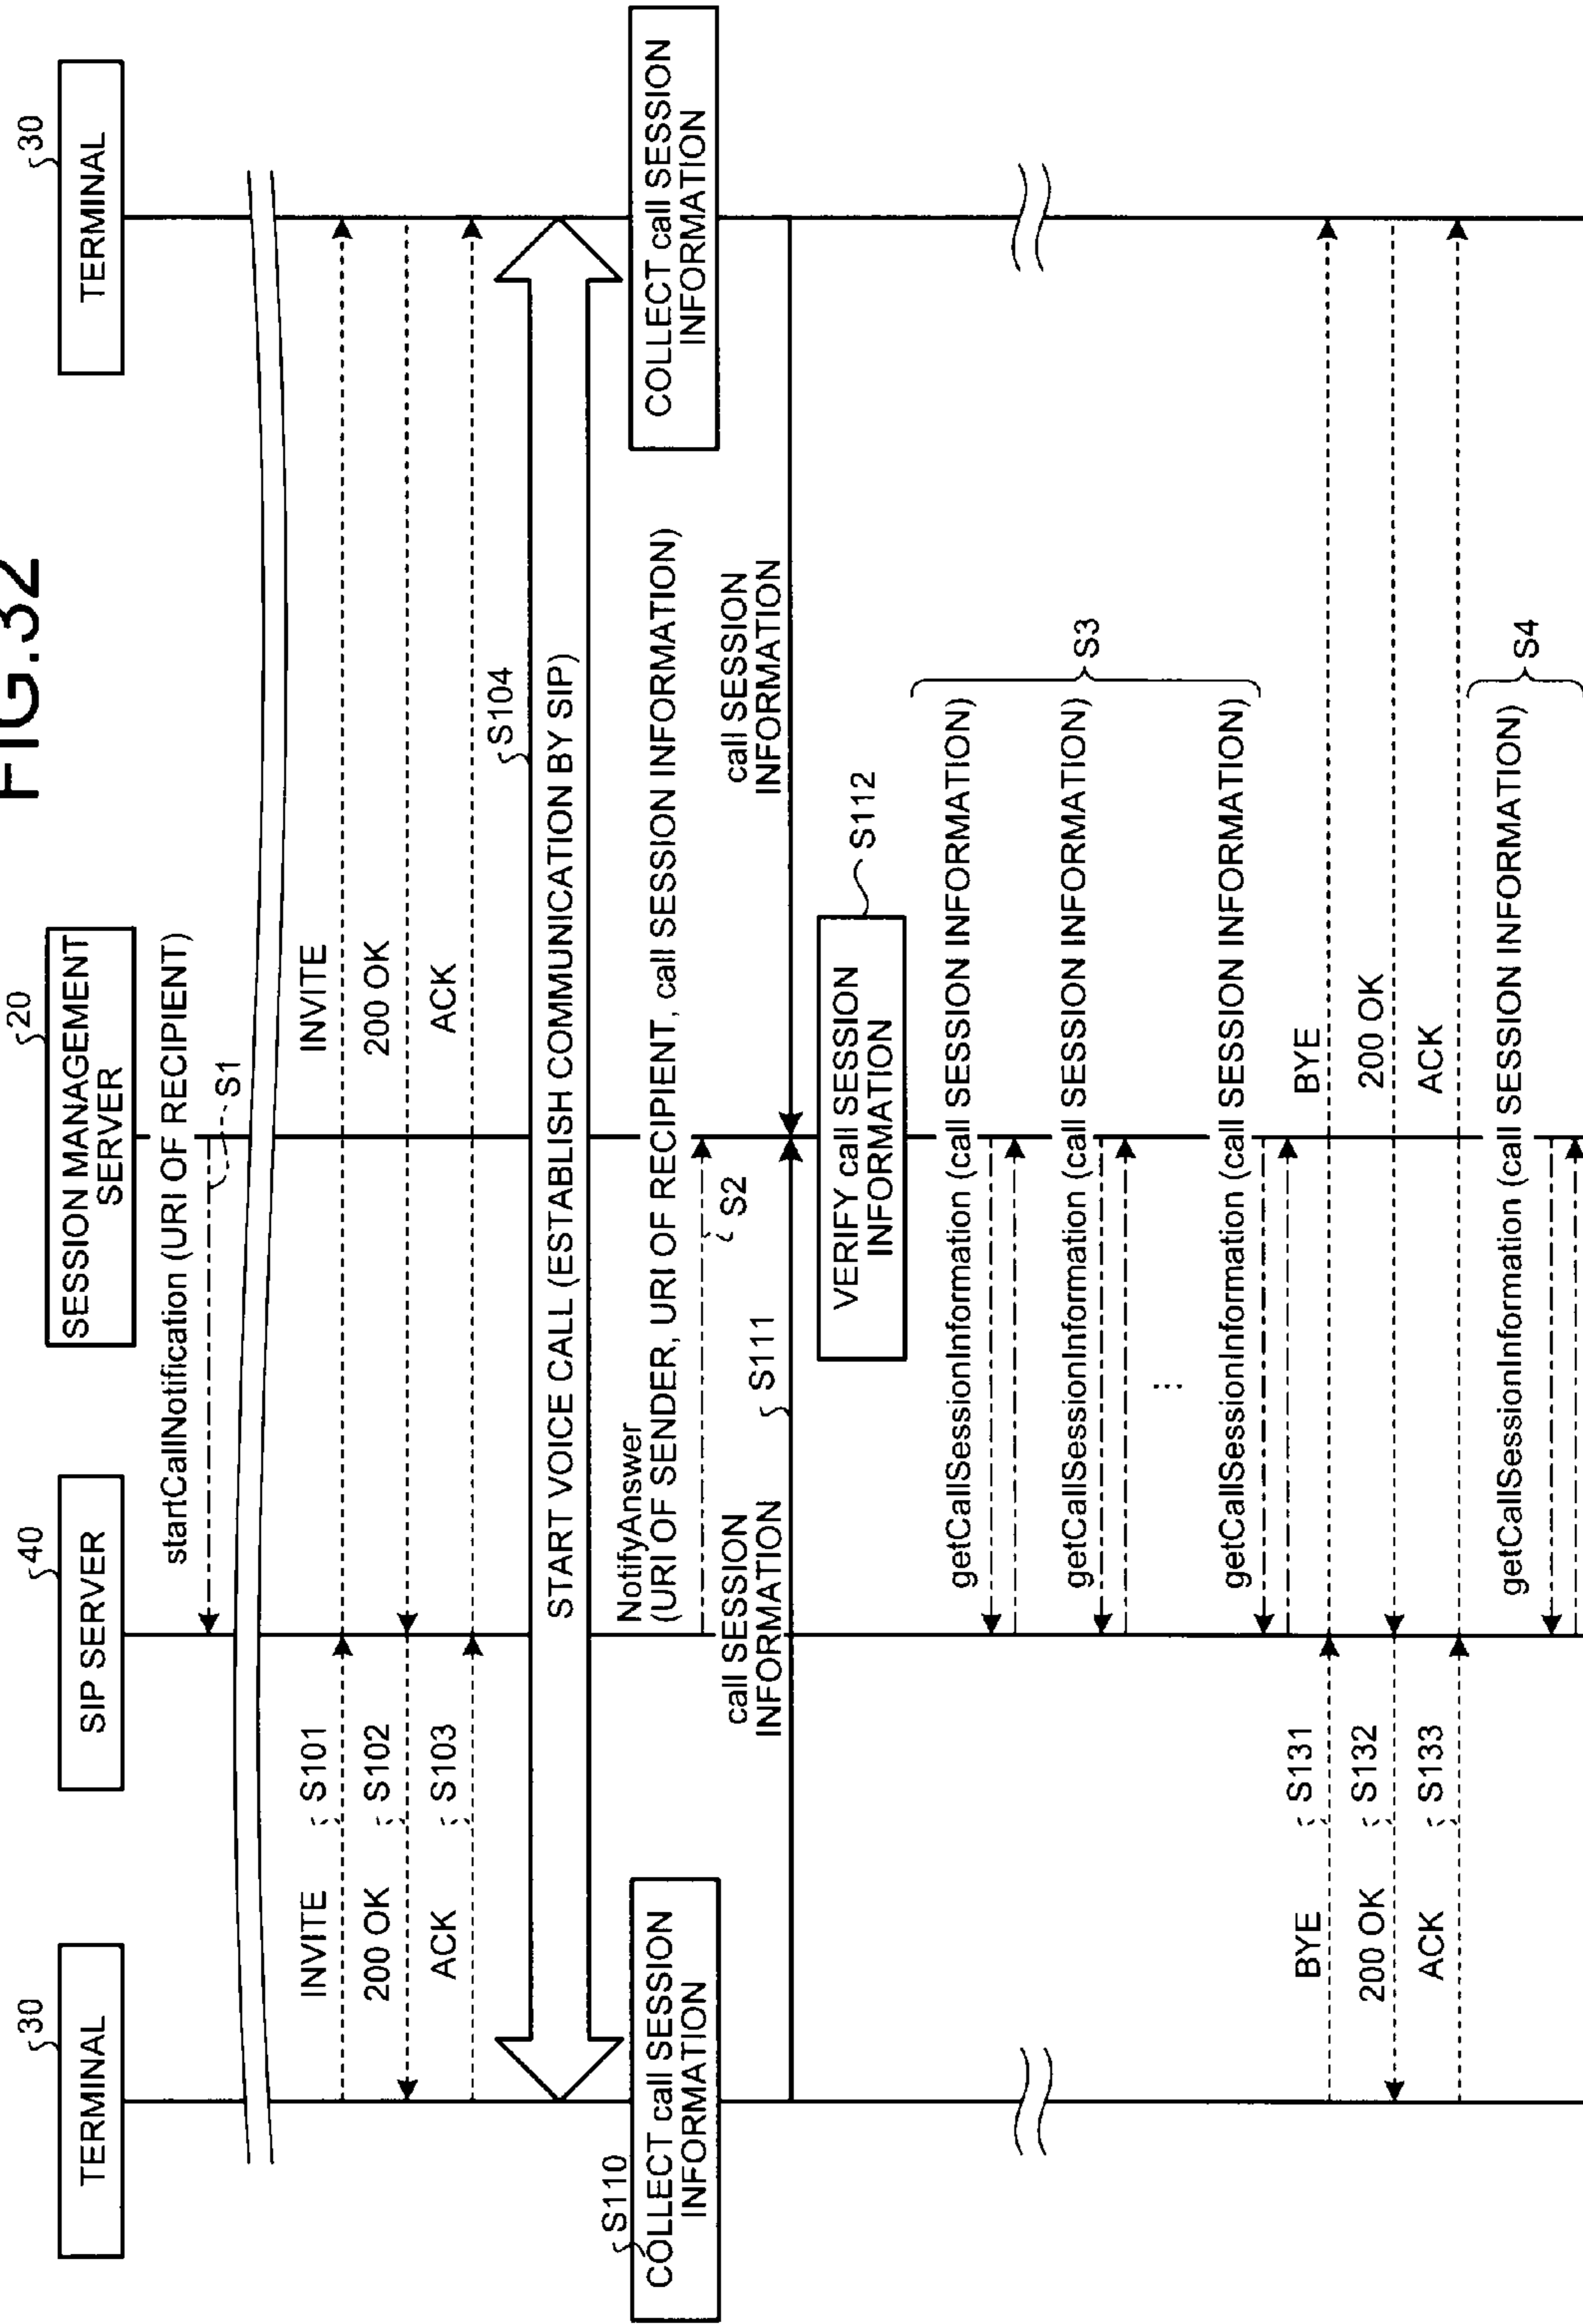 FIG.32
30
TERMINAL
40
SIP SERVER
20
SESSION MANAGEMENT
SERVER
30
TERMINAL
startCallNotification (URI OF RECIPIENT)
S1
INVITE
S101
INVITE
200 OK
S102
200 OK
ACK
S103
ACK
S104
START VOICE CALL (ESTABLISH COMMUNICATION BY SIP)
S110
COLLECT call SESSION
INFORMATION
NotifyAnswer
(URI OF SENDER, URI OF RECIPIENT, call SESSION INFORMATION)
S2
COLLECT call SESSION
INFORMATION
call SESSION
INFORMATION
S111
call SESSION
INFORMATION
VERIFY call SESSION
INFORMATION
S112
getCallSessionInformation (call SESSION INFORMATION)
getCallSessionInformation (call SESSION INFORMATION)
...
getCallSessionInformation (call SESSION INFORMATION)
S3
BYE
S131
BYE
200 OK
S132
200 OK
ACK
S133
ACK
getCallSessionInformation (call SESSION INFORMATION)
S4